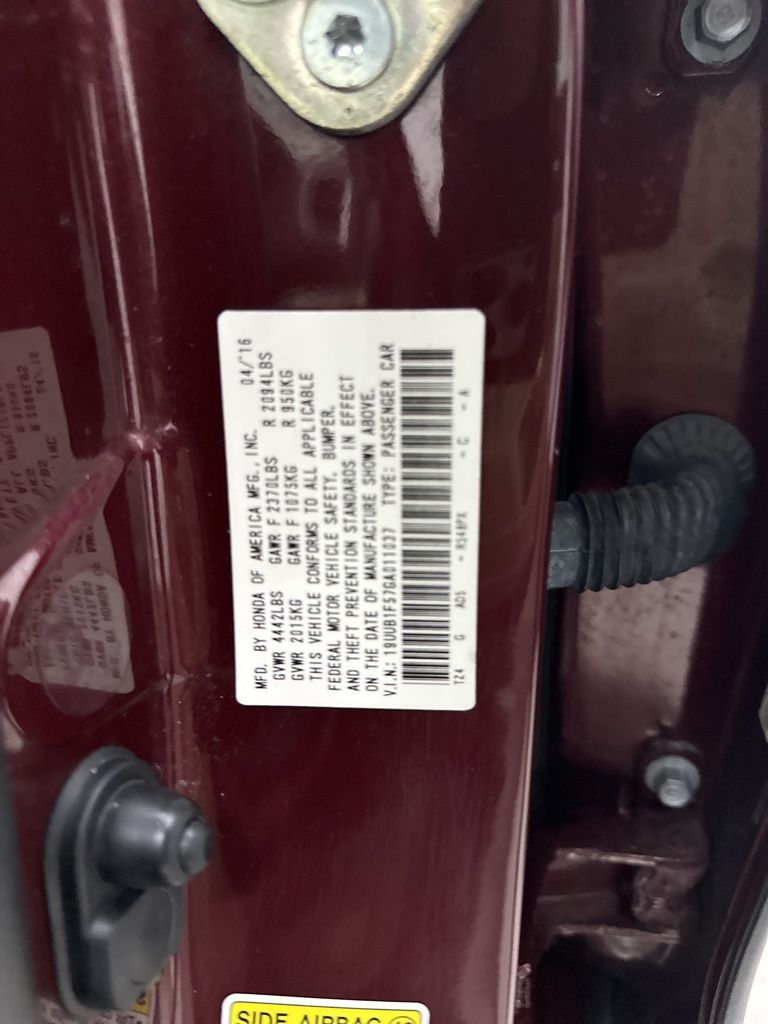 MFD. BY HONDA OF AMERICA MFG., INC. 04/'16
GVWR 4442LBS GAWR F 2370LBS R 2094LBS
GVWR 2015KG GAWR F 1075KG R 950KG
THIS VEHICLE CONFORMS TO ALL APPLICABLE
FEDERAL MOTOR VEHICLE SAFETY, BUMPER,
AND THEFT PREVENTION STANDARDS IN EFFECT
ON THE DATE OF MANUFACTURE SHOWN ABOVE.
V.I.N.: 19UUB1F57GA011037 TYPE: PASSENGER CAR
TZ4 G AD5 - R548PX - C - A
SIDE AIRBAG